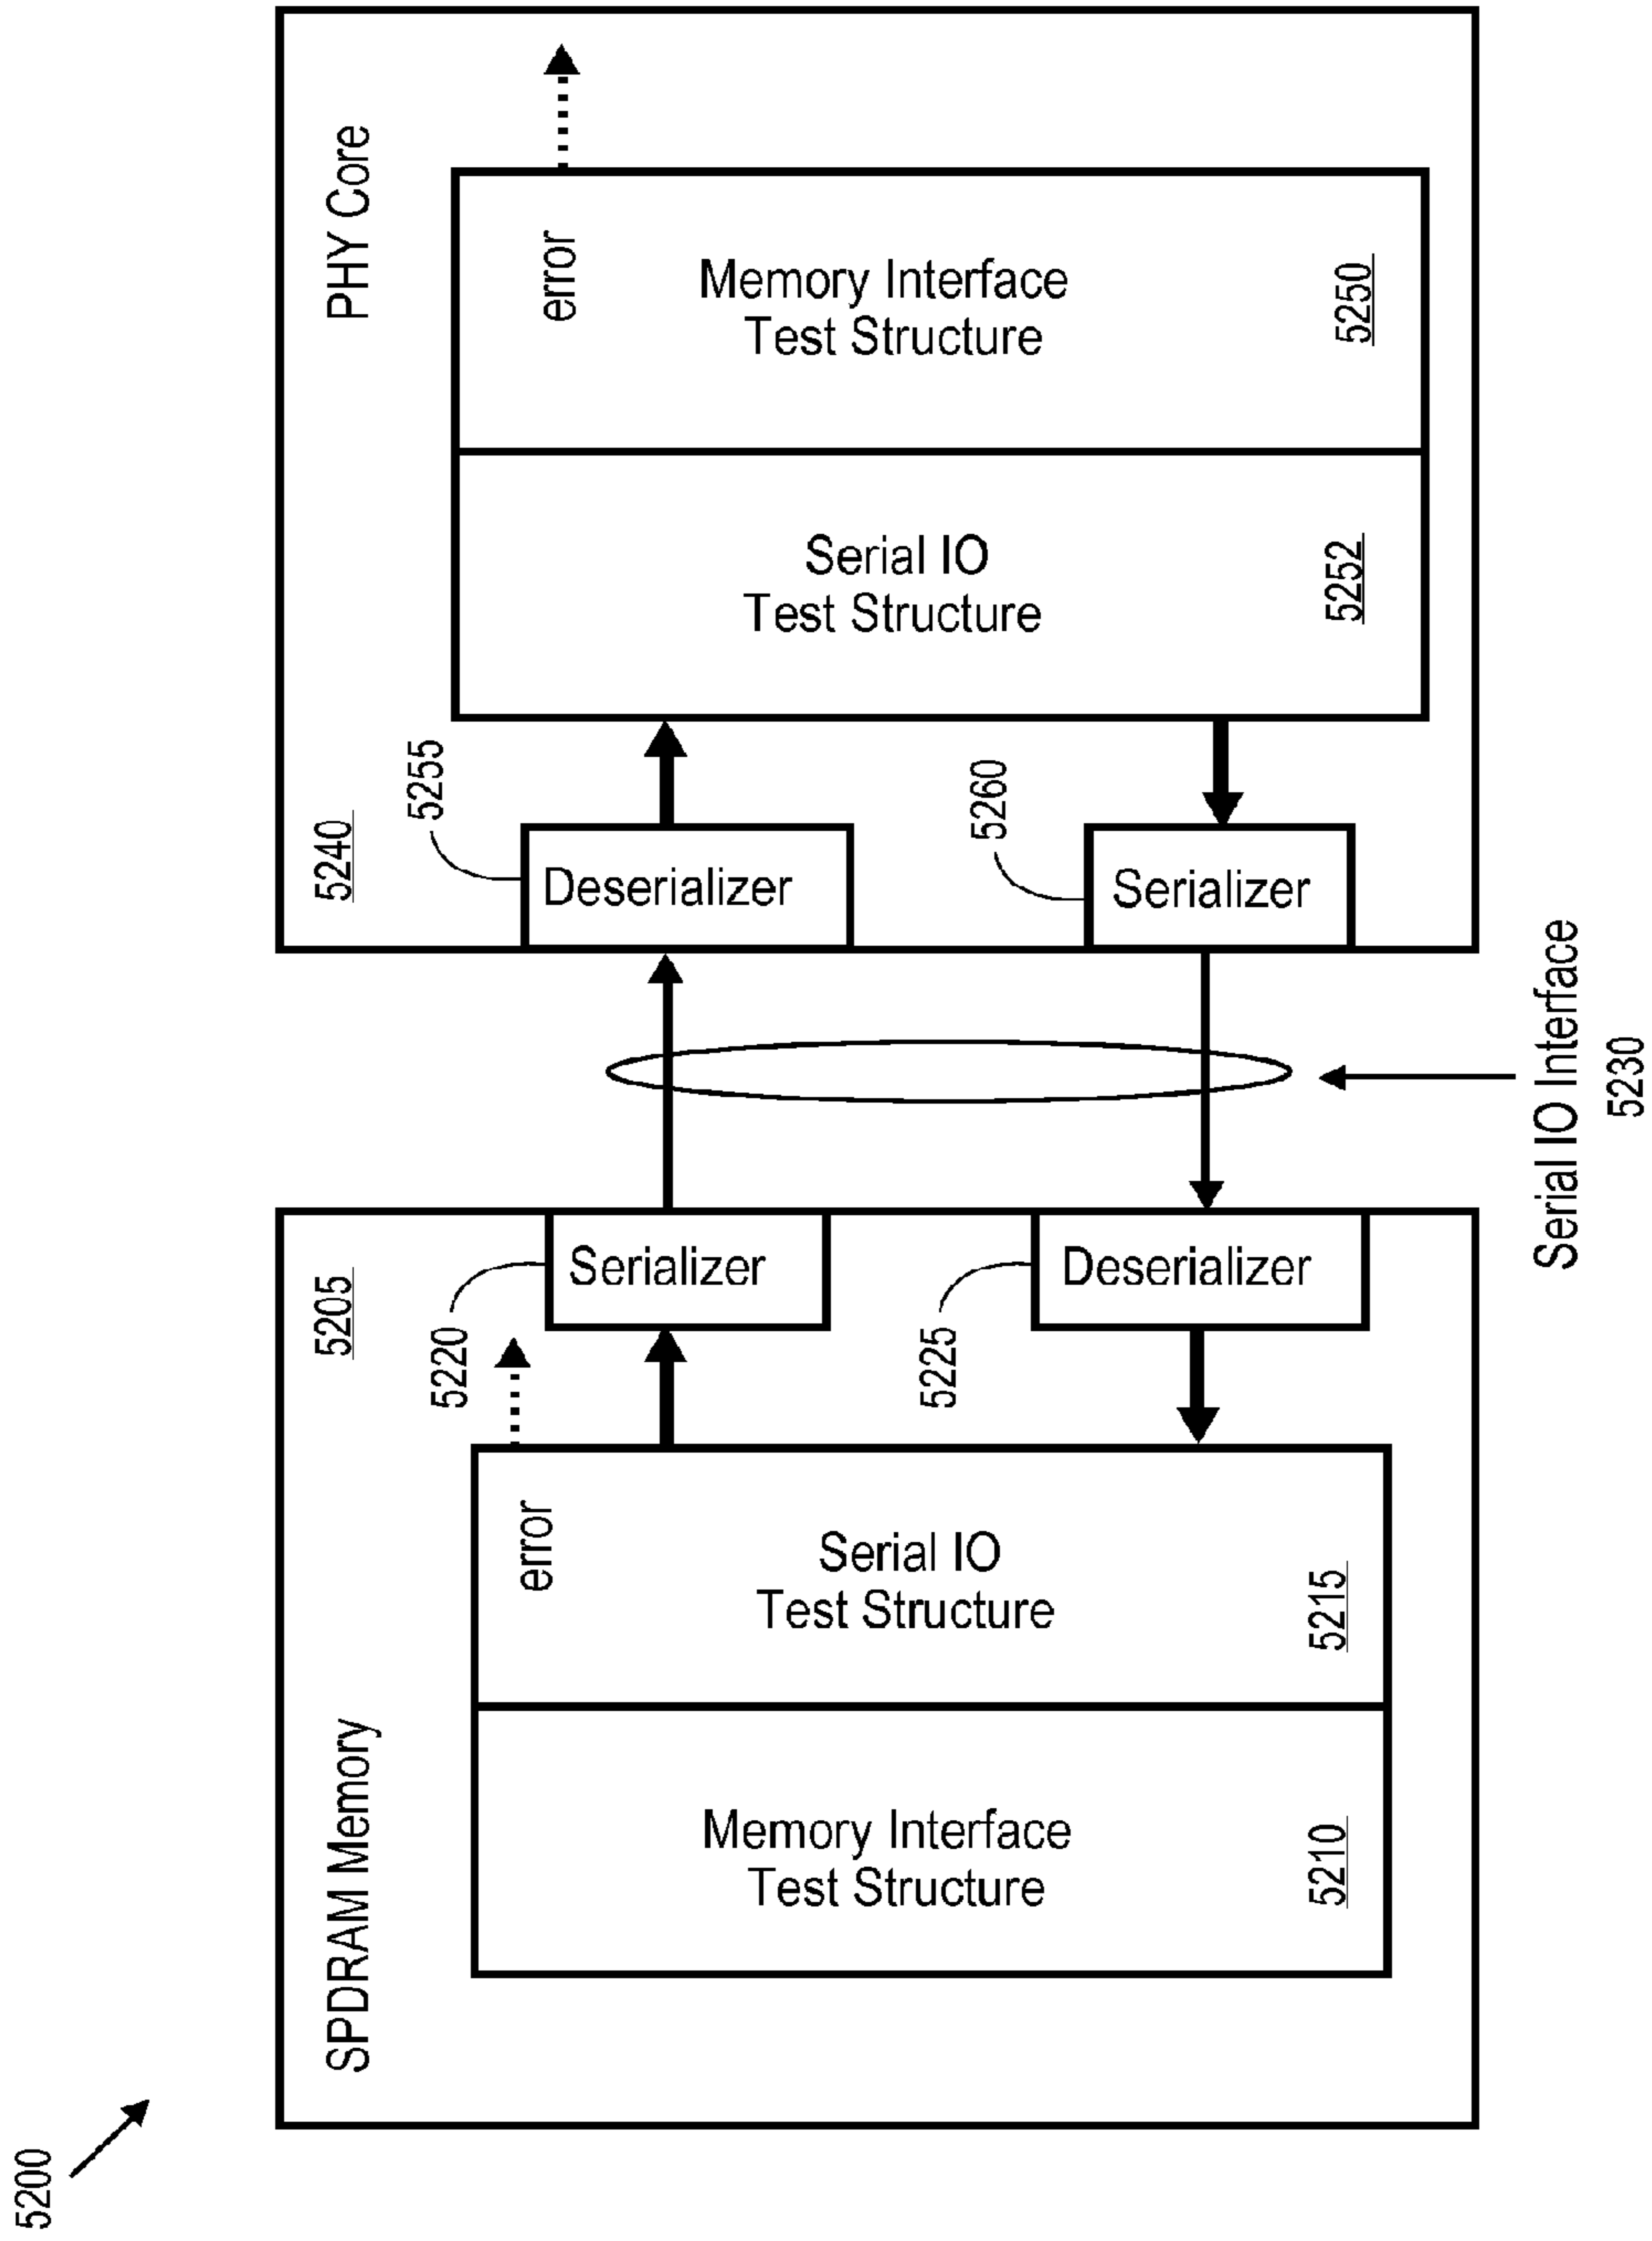 5200
SPDRAM Memory
5205
Memory Interface
Test Structure
5210
error
Serial IO
Test Structure
5215
5220
Serializer
5225
Deserializer
Serial IO Interface
5230
PHY Core
5240
5255
Deserializer
5260
Serializer
Serial IO
Test Structure
5252
error
Memory Interface
Test Structure
5250